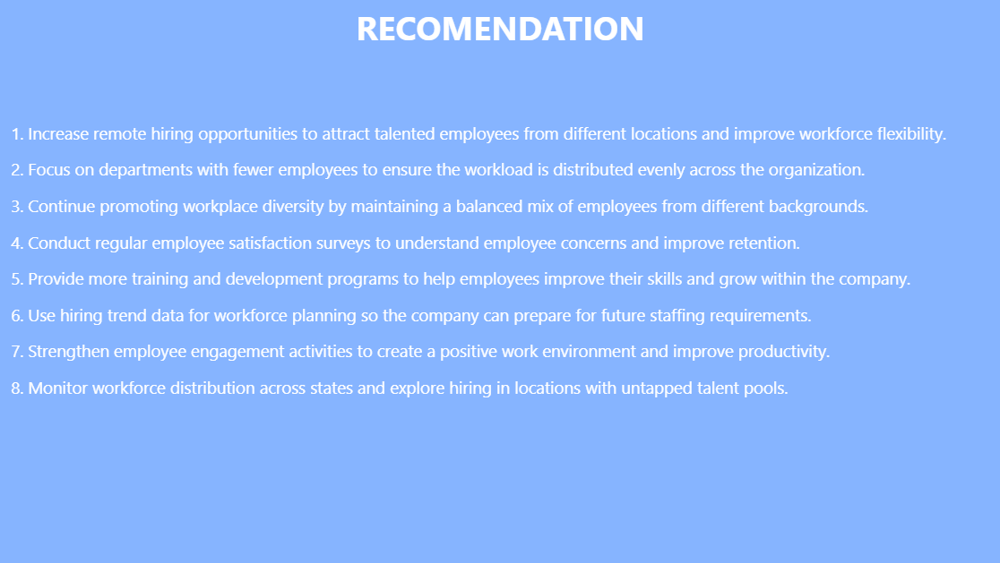 RECOMENDATION
1. Increase remote hiring opportunities to attract talented employees from different locations and improve workforce flexibility.
2. Focus on departments with fewer employees to ensure the workload is distributed evenly across the organization.
3. Continue promoting workplace diversity by maintaining a balanced mix of employees from different backgrounds.
4. Conduct regular employee satisfaction surveys to understand employee concerns and improve retention.
5. Provide more training and development programs to help employees improve their skills and grow within the company.
6. Use hiring trend data for workforce planning so the company can prepare for future staffing requirements.
7. Strengthen employee engagement activities to create a positive work environment and improve productivity.
8. Monitor workforce distribution across states and explore hiring in locations with untapped talent pools.